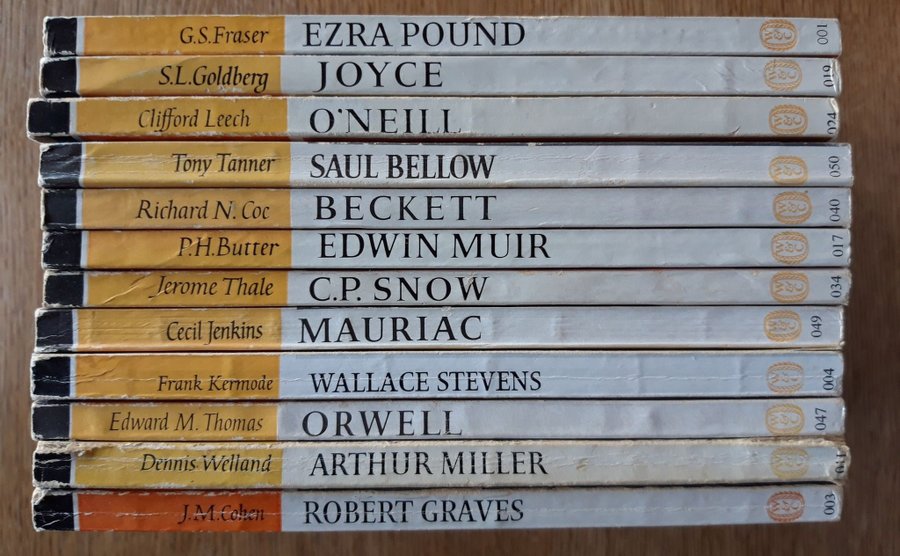 G.S.Fraser EZRA POUND W&C 001
S.L.Goldberg JOYCE W&C 019
Clifford Leech O'NEILL W&C 024
Tony Tanner SAUL BELLOW W&C 050
Richard N. Coe BECKETT W&C 040
P.H.Butter EDWIN MUIR W&C 017
Jerome Thale C.P. SNOW W&C 034
Cecil Jenkins MAURIAC W&C 049
Frank Kermode WALLACE STEVENS W&C 004
Edward M. Thomas ORWELL W&C 047
Dennis Welland ARTHUR MILLER W&C
J.M.Cohen ROBERT GRAVES W&C 003